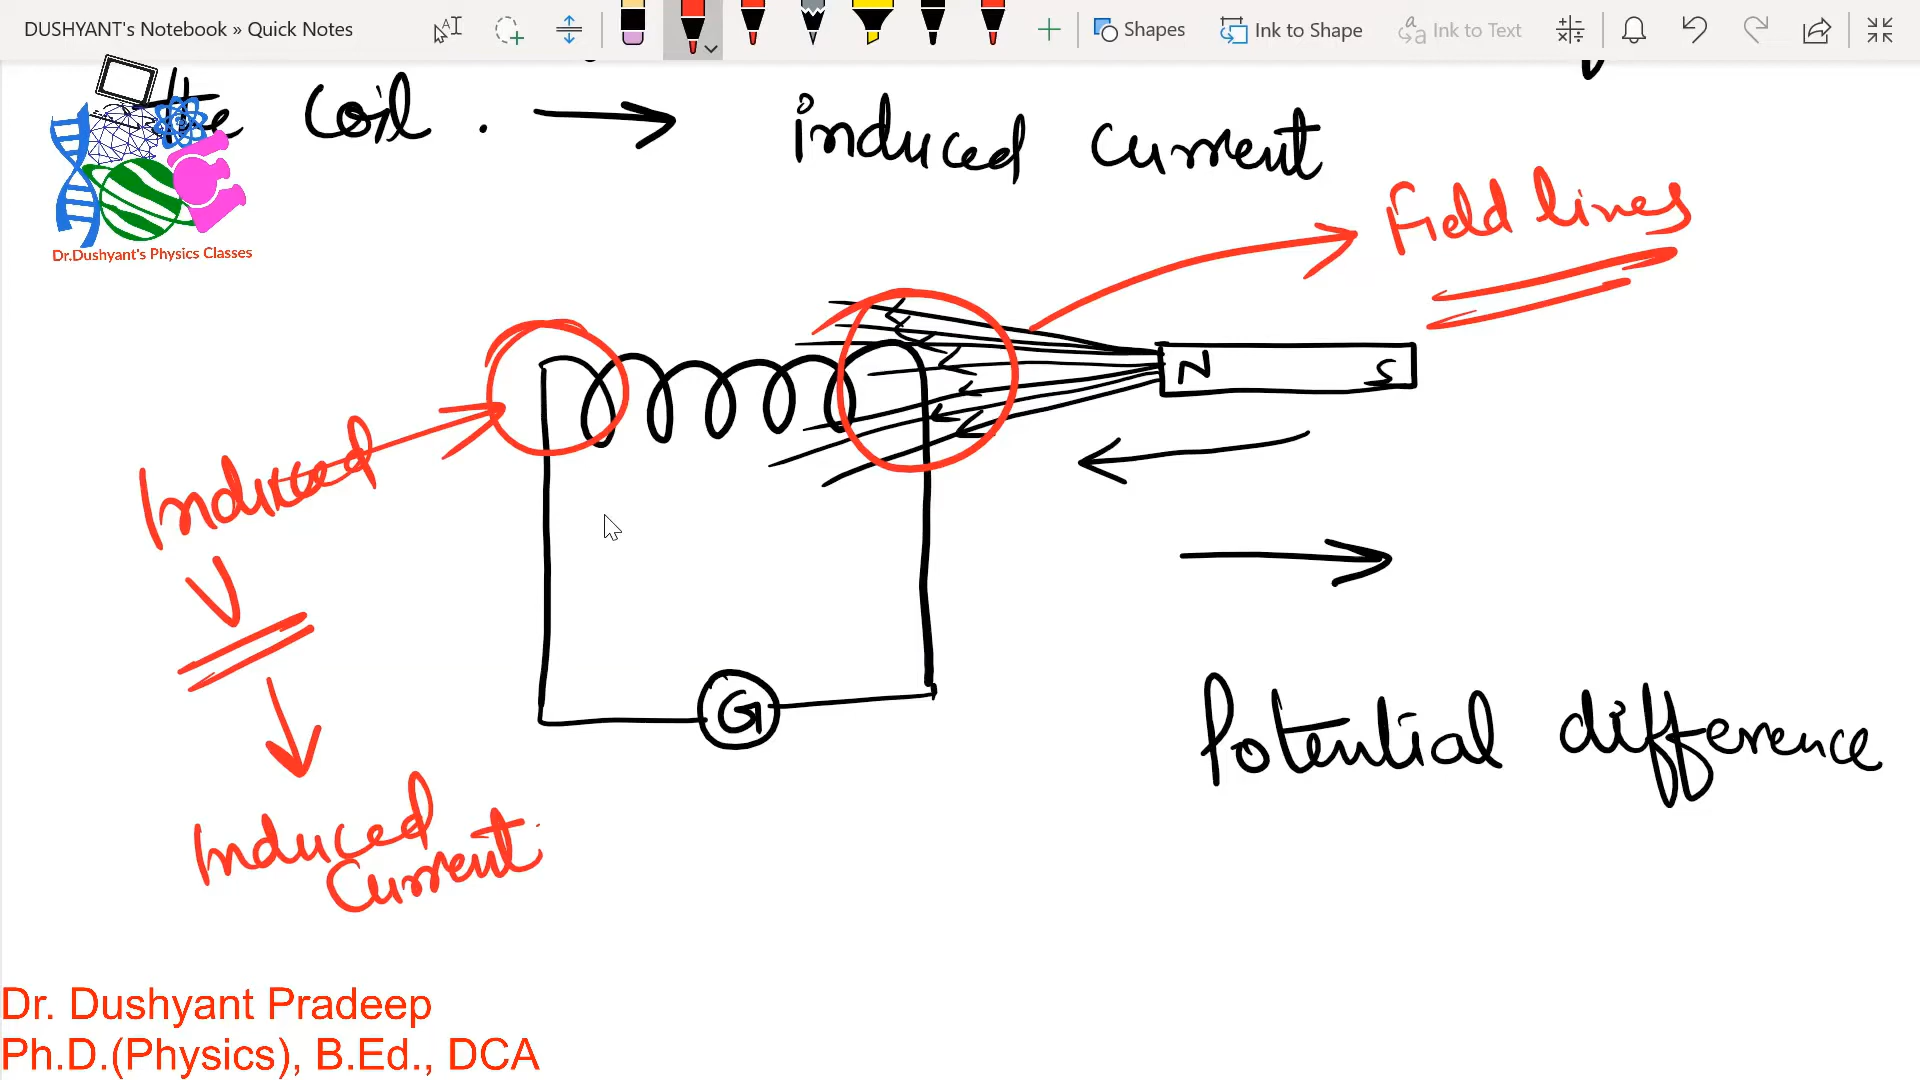 DUSHYANT's Notebook » Quick Notes
Shapes
Ink to Shape
Ink to Text
the coil. → induced current
Dr.Dushyant's Physics Classes
Field lines
N S
Induced
V
G
Potential difference
Induced
Current
Dr. Dushyant Pradeep
Ph.D.(Physics), B.Ed., DCA